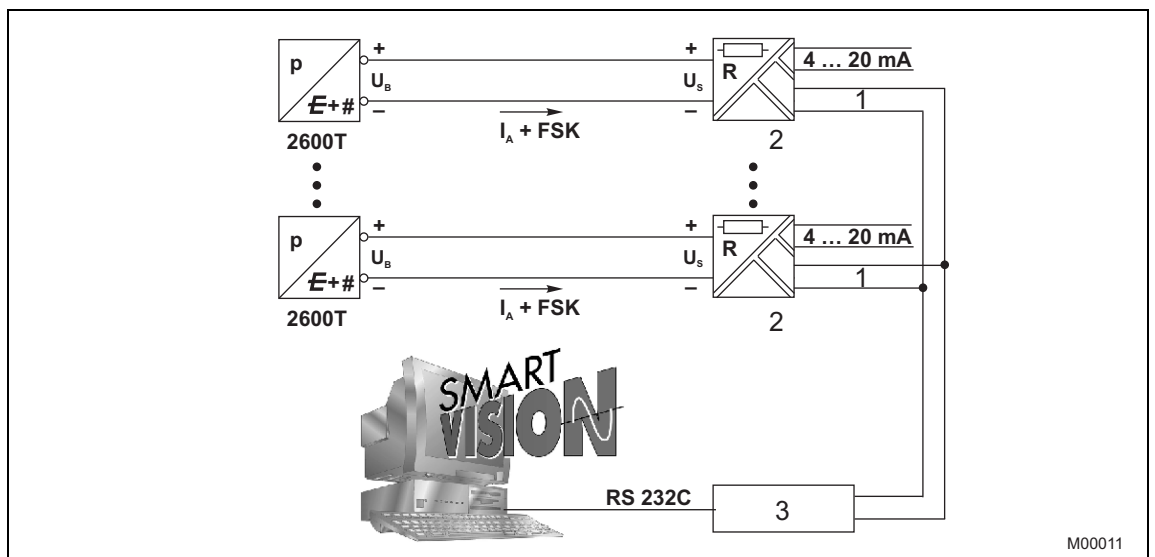 p
E+#
2600T
+
U_B
–
I_A + FSK
+
U_S
–
R
2
4 … 20 mA
1
p
E+#
2600T
+
U_B
–
I_A + FSK
+
U_S
–
R
2
4 … 20 mA
1
SMART
VISION
RS 232C
3
M00011